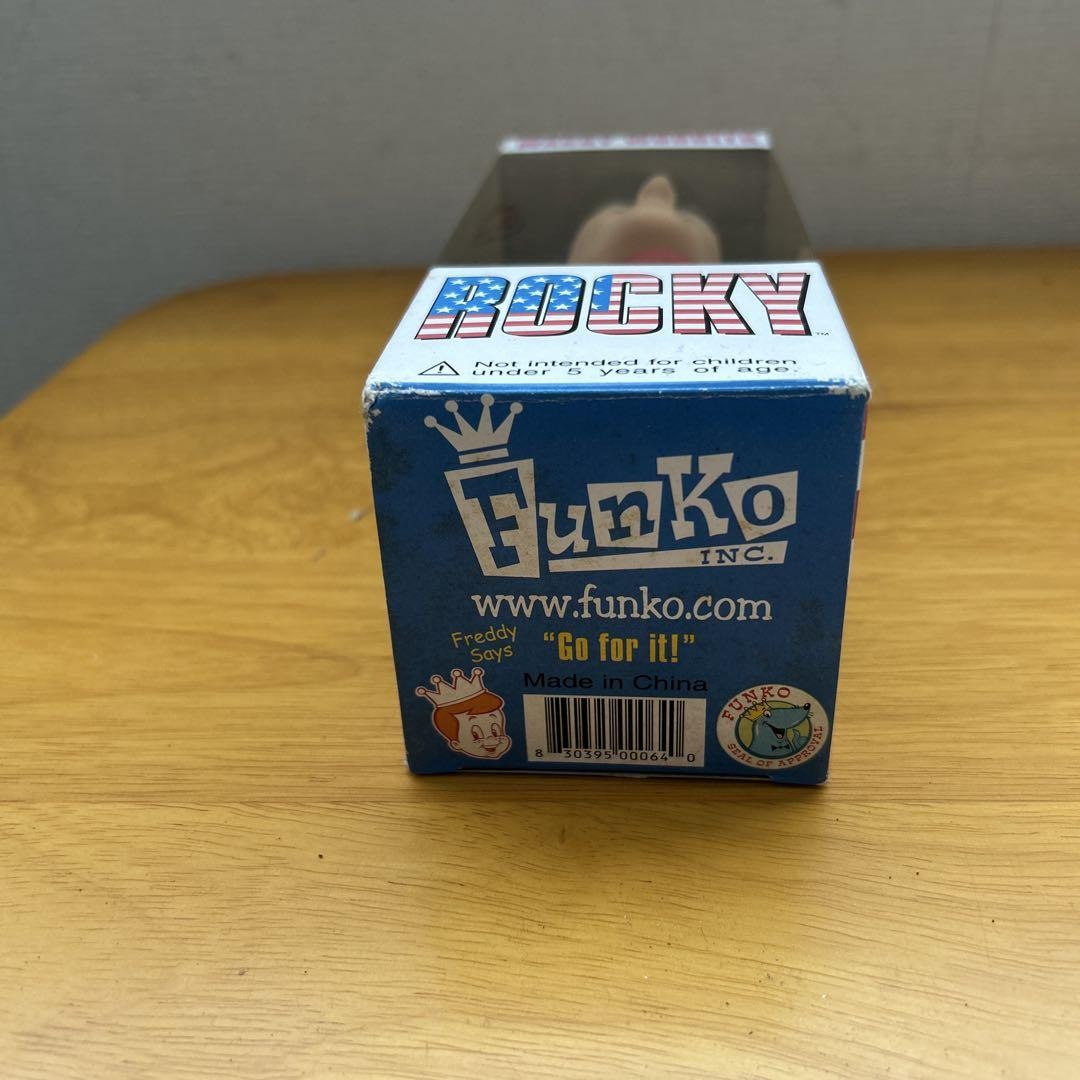 ROCKY™
Not intended for children
under 5 years of age.
FunKo
INC.
www.funko.com
Freddy
Says
"Go for it!"
Made in China
8 30395 00064 0
FUNKO
SEAL OF APPROVAL